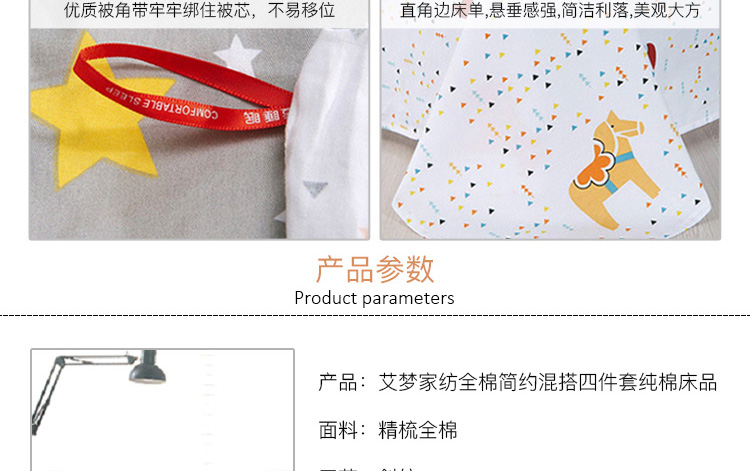 优质被角带牢牢绑住被芯，不易移位
直角边床单,悬垂感强,简洁利落,美观大方
COMFORTABLE SLEEP
睡眠
产品参数
Product parameters
产品：艾梦家纺全棉简约混搭四件套纯棉床品
面料：精梳全棉